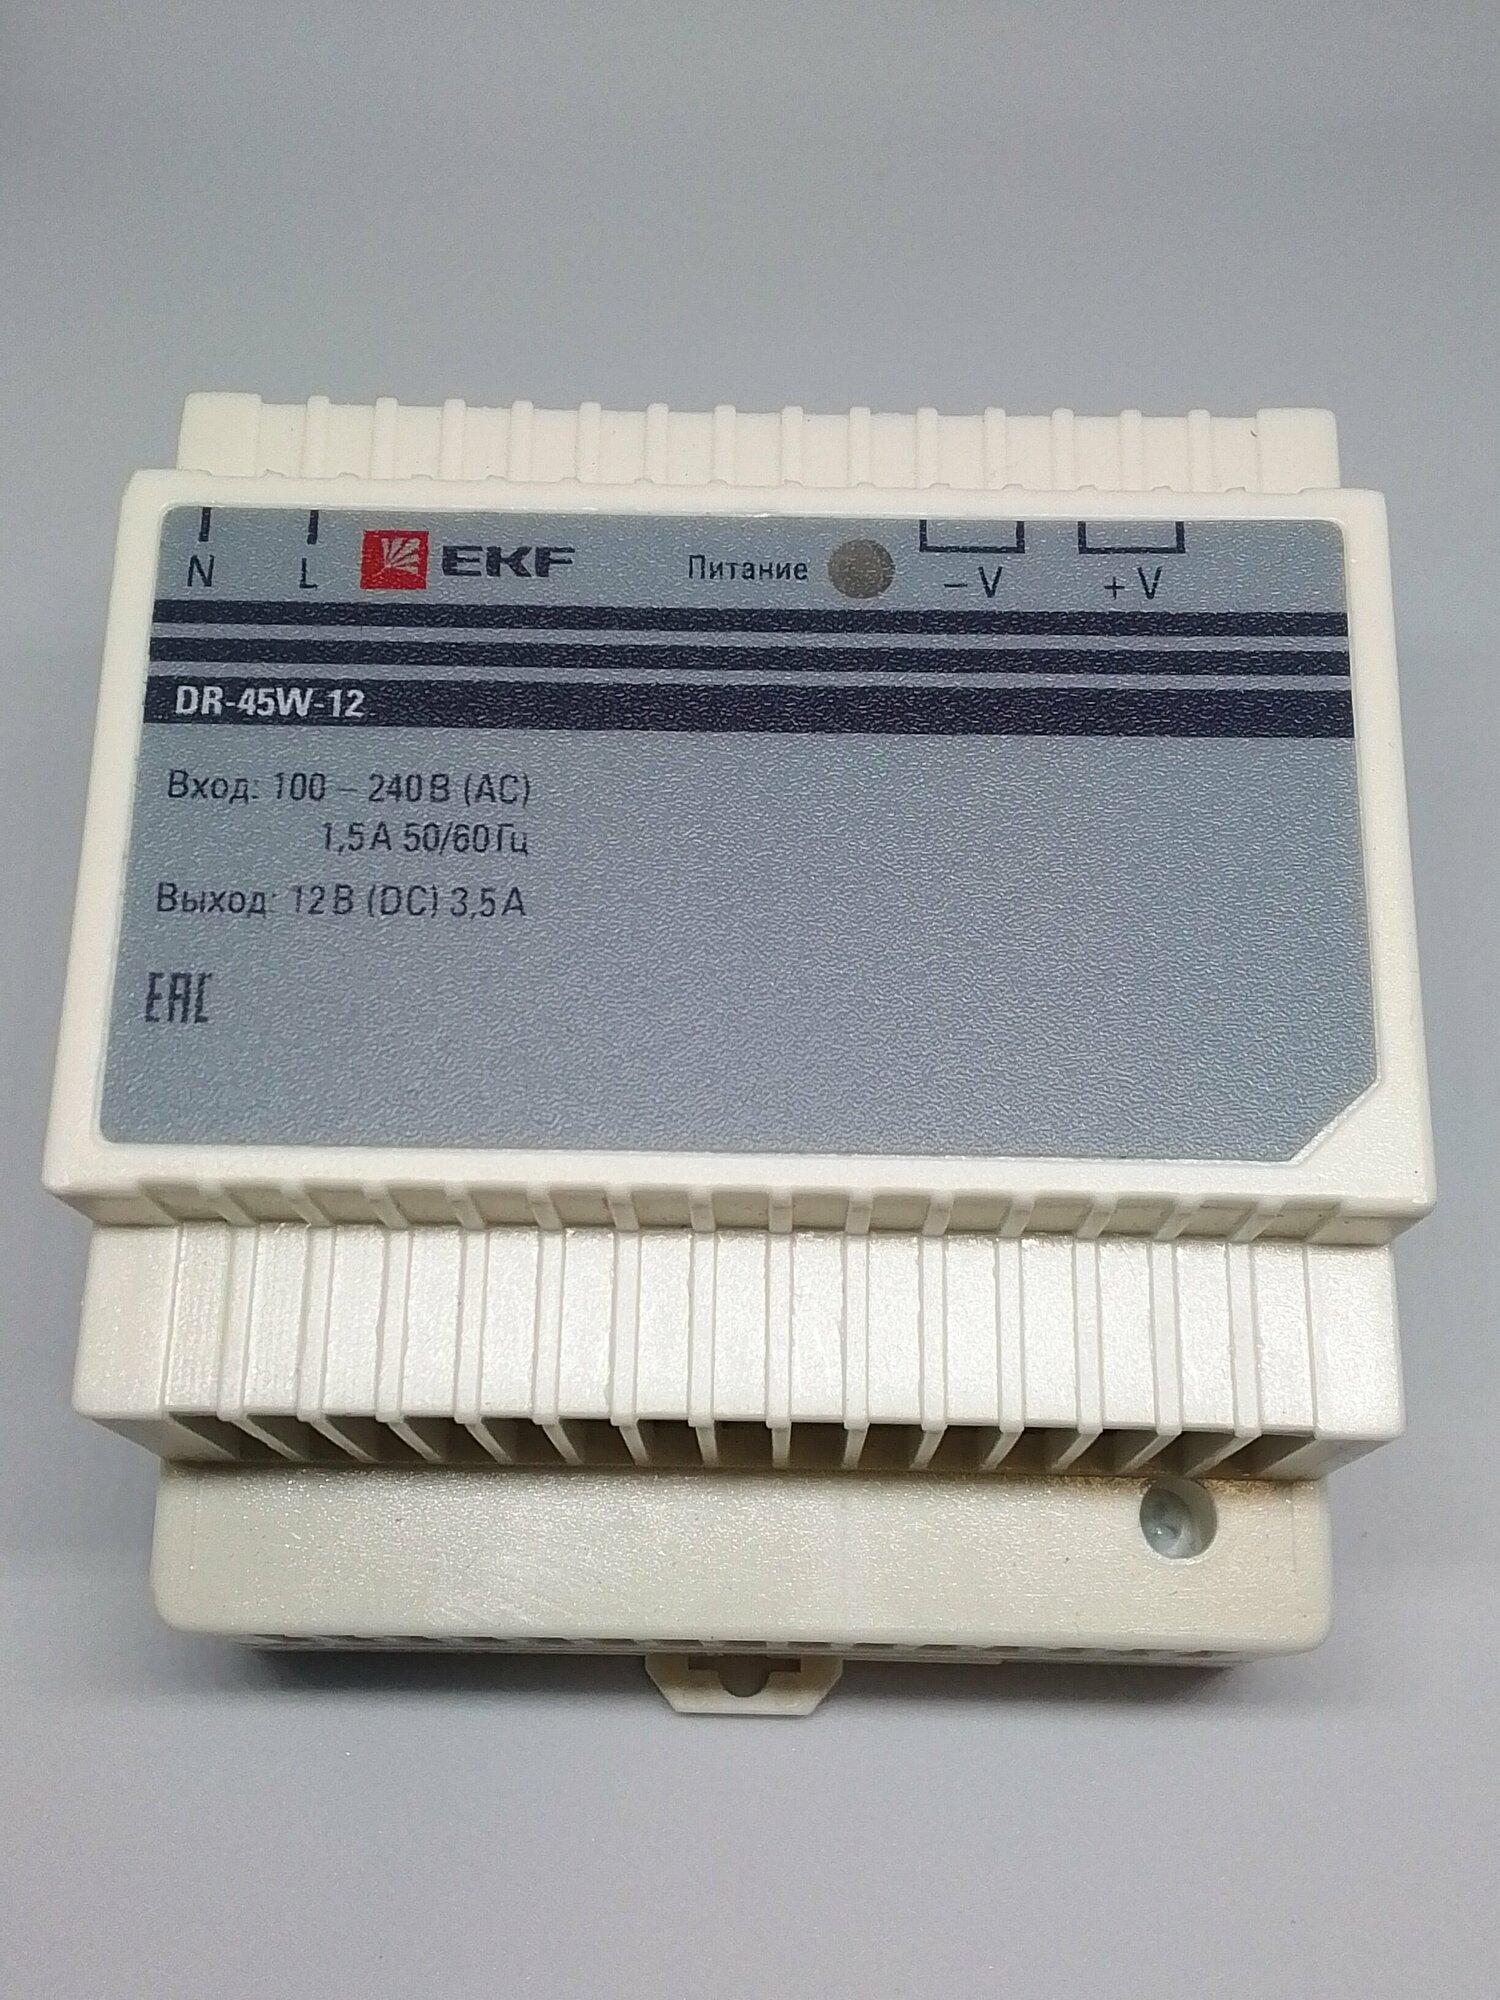 N L EKF Питание – V + V
DR-45W-12
Вход: 100 – 240 В (AC)
1,5 А 50/60 Гц
Выход: 12 В (DC) 3,5 А
EAC